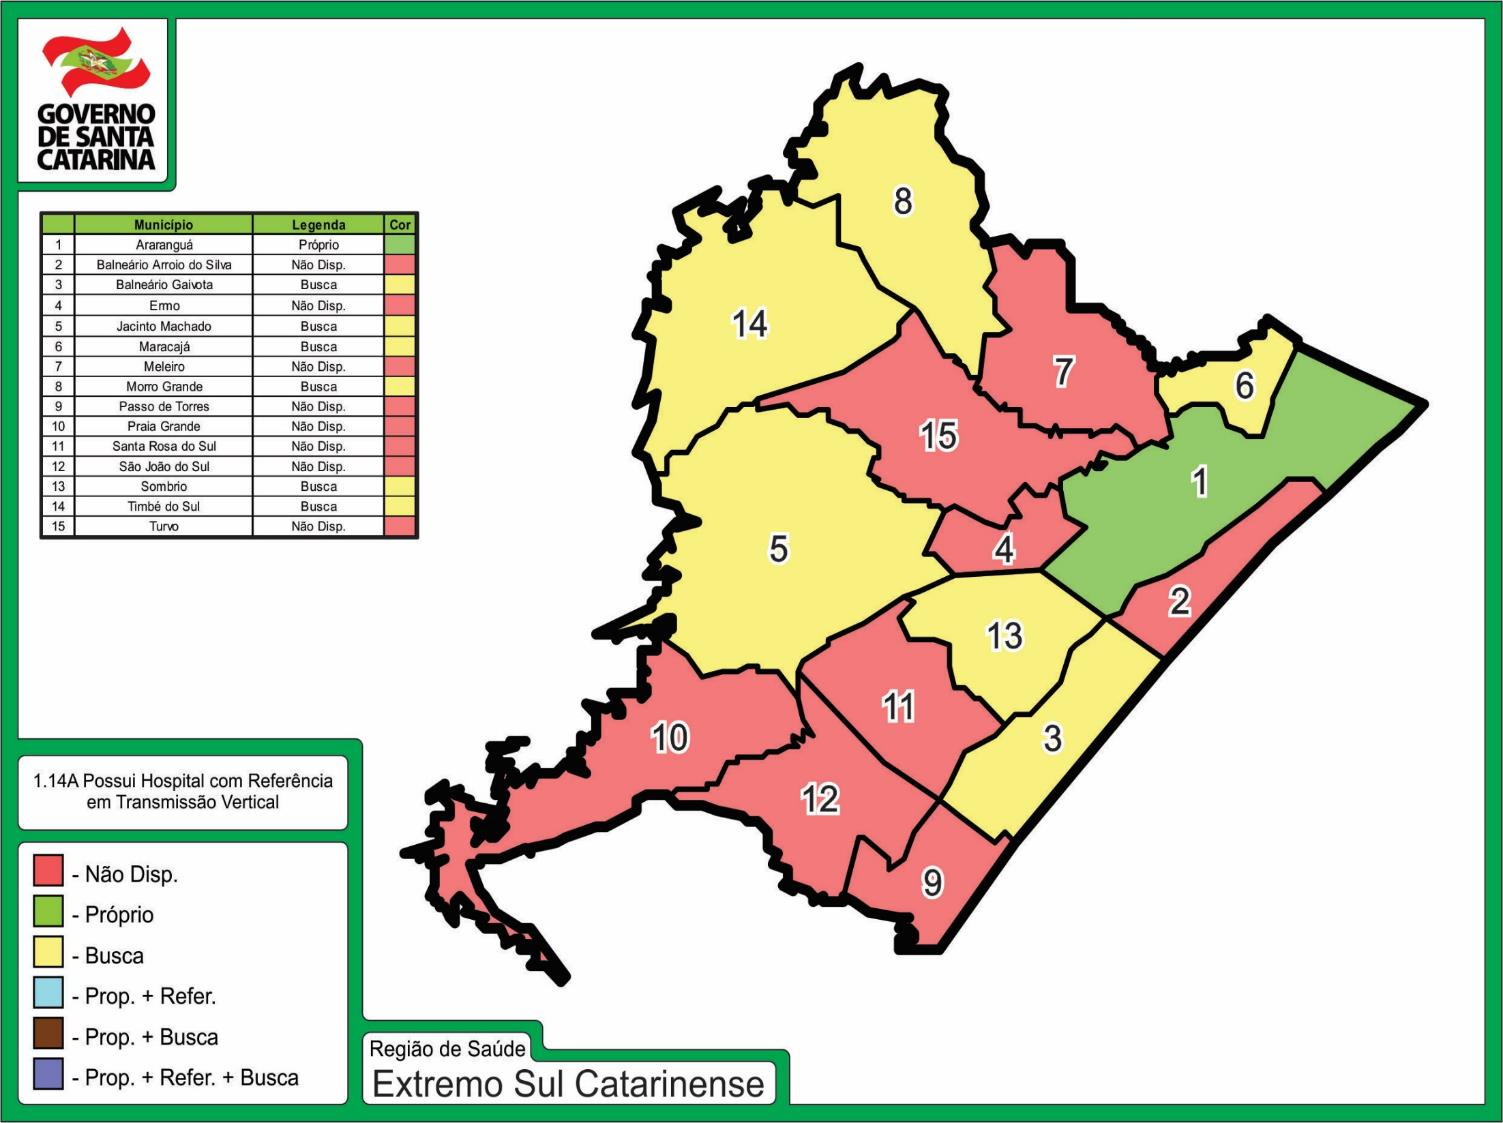 GOVERNO
DE SANTA
CATARINA
Município Legenda Cor
1 Araranguá Próprio
2 Balneário Arroio do Silva Não Disp.
3 Balneário Gaivota Busca
4 Ermo Não Disp.
5 Jacinto Machado Busca
6 Maracajá Busca
7 Meleiro Não Disp.
8 Morro Grande Busca
9 Passo de Torres Não Disp.
10 Praia Grande Não Disp.
11 Santa Rosa do Sul Não Disp.
12 São João do Sul Não Disp.
13 Sombrio Busca
14 Timbé do Sul Busca
15 Turvo Não Disp.
8
14
7
6
15
1
5
4
2
13
11
10
3
12
9
1.14A Possui Hospital com Referência
em Transmissão Vertical
- Não Disp.
- Próprio
- Busca
- Prop. + Refer.
- Prop. + Busca
- Prop. + Refer. + Busca
Região de Saúde
Extremo Sul Catarinense